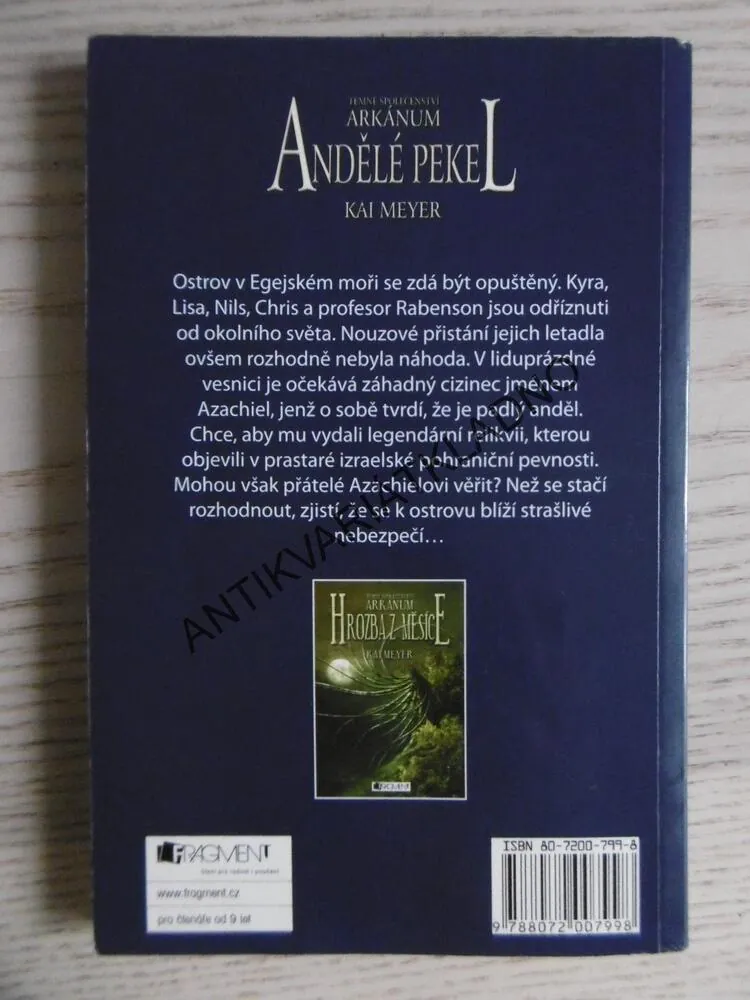 TEMNÉ SPOLEČENSTVÍ
ARKÁNUM
ANDĚLÉ PEKEL
KAI MEYER
Ostrov v Egejském moři se zdá být opuštěný. Kyra,
Lisa, Nils, Chris a profesor Rabenson jsou odříznuti
od okolního světa. Nouzové přistání jejich letadla
ovšem rozhodně nebyla náhoda. V liduprázdné
vesnici je očekává záhadný cizinec jménem
Azachiel, jenž o sobě tvrdí, že je padlý anděl.
Chce, aby mu vydali legendární relikvii, kterou
objevili v prastaré izraelské pohraniční pevnosti.
Mohou však přátelé Azachielovi věřit? Než se stačí
rozhodnout, zjistí, že se k ostrovu blíží strašlivé
nebezpečí...
ANTIKVARIÁT KLADNO
TEMNÉ SPOLEČENSTVÍ
ARKÁNUM
HROZBA Z MĚSÍCE
KAI MEYER
FRAGMENT
FRAGMENT
čtení pro radost i poučení
www.fragment.cz
pro čtenáře od 9 let
ISBN 80-7200-799-8
9 788072 007998